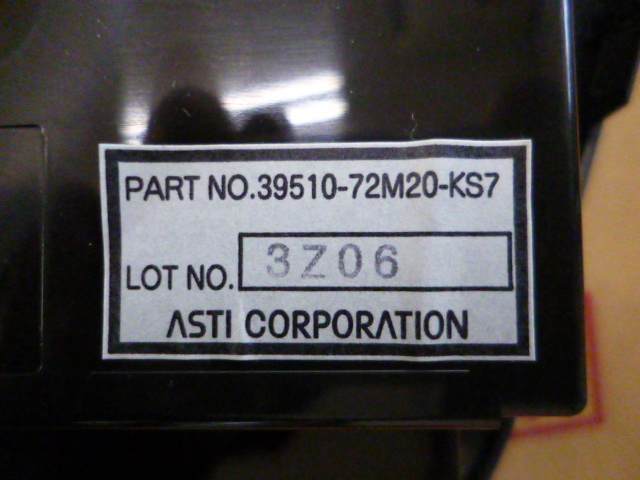 PART NO.39510-72M20-KS7
LOT NO. 3Z06
ASTI CORPORATION